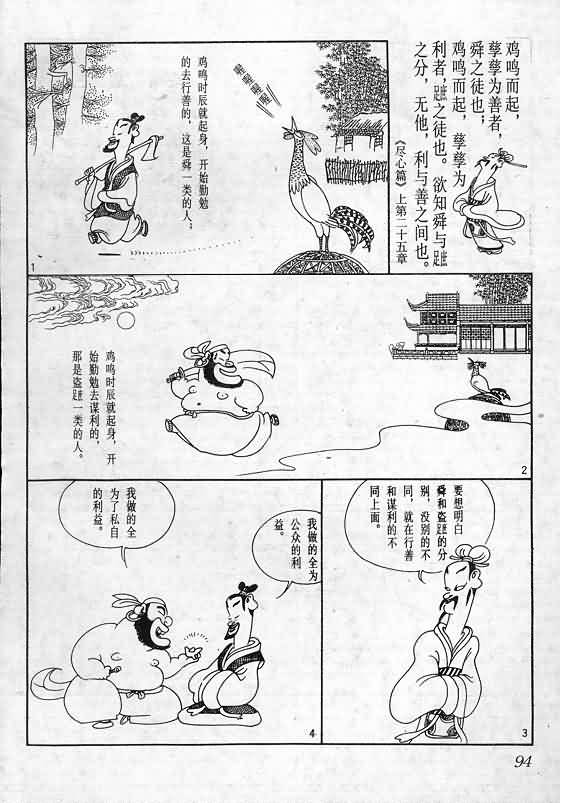 鸡鸣而起，
孳孳为善者，
舜之徒也；
鸡鸣而起，孳孳为
利者，跖之徒也。欲知舜与跖
之分，无他，利与善之间也。
《尽心篇》上第二十五章
喔
喔
喔
喔!
鸡鸣时辰就起身，开始勤勉
的去行善的，这是舜一类的人；
1
鸡鸣时辰就起身，开
始勤勉去谋利的，
那是盗跖一类的人。
2
要想明白
舜和盗跖的分
别，没别的不
同，就在行善
和谋利的不
同上面。
3
我做的全为
公众的利
益。
我做的全
为了私自
的利益。
4
94